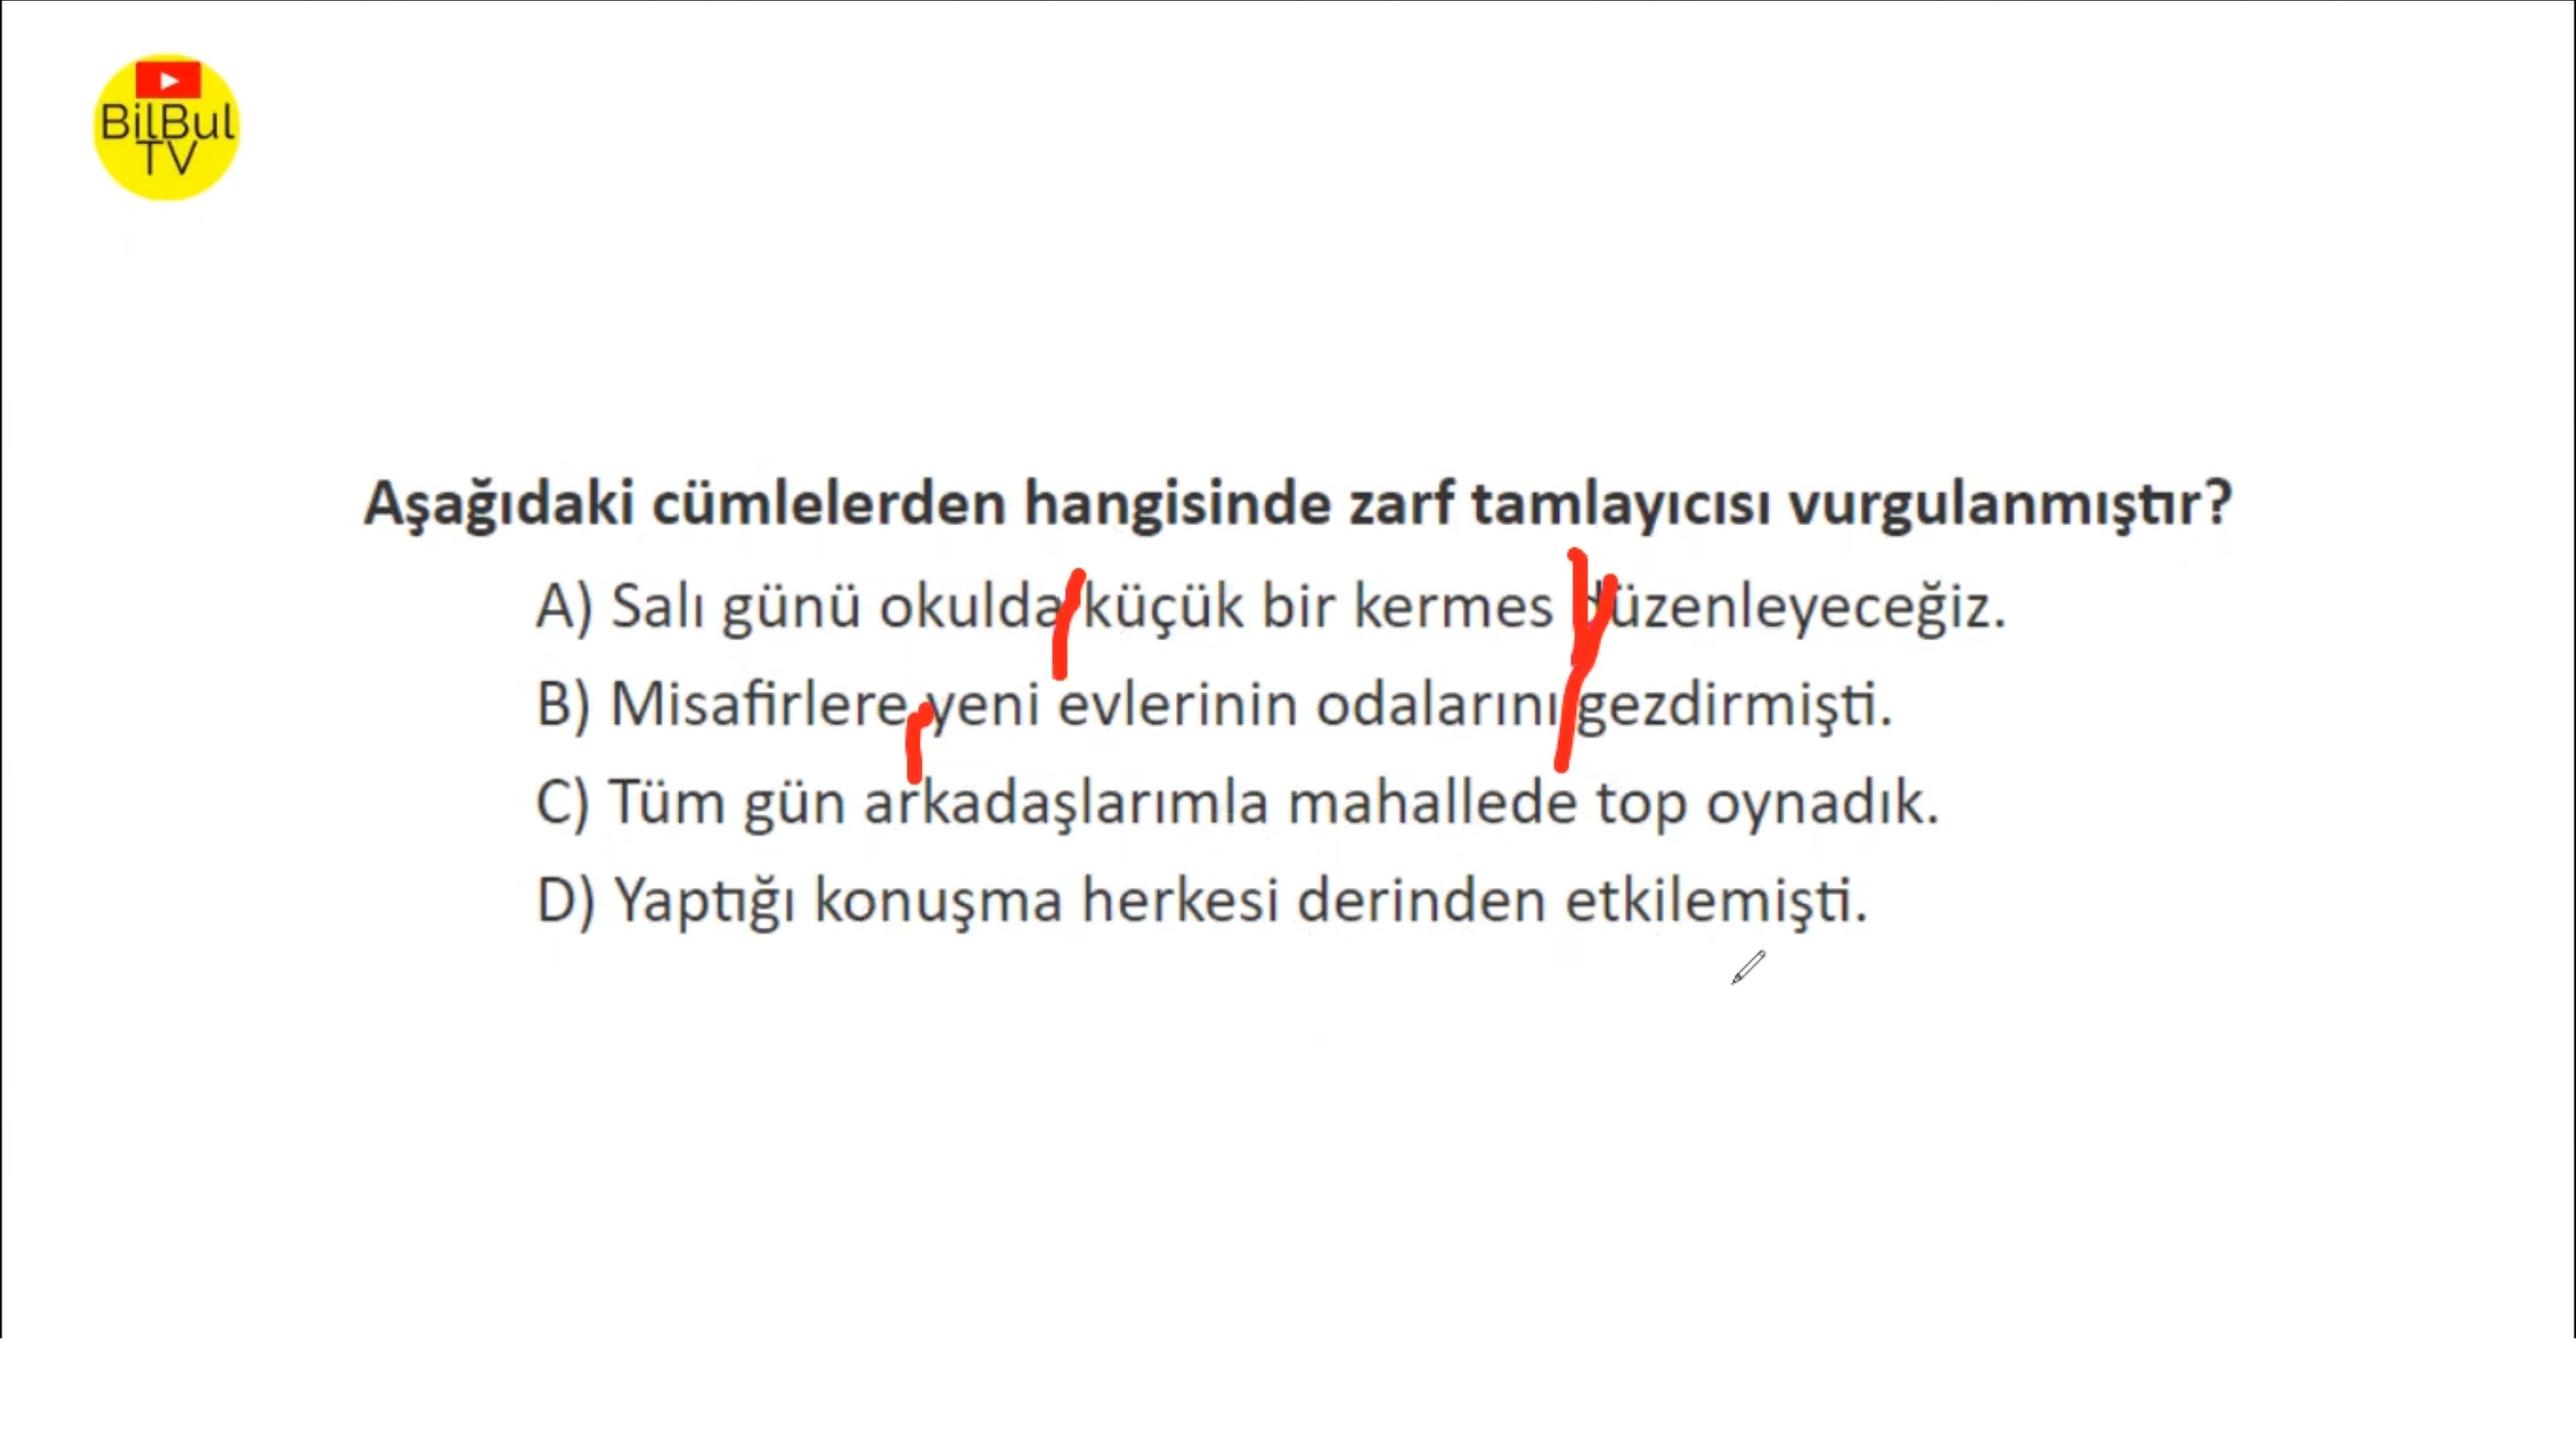 BilBul
TV
Aşağıdaki cümlelerden hangisinde zarf tamlayıcısı vurgulanmıştır?
A) Salı günü okulda küçük bir kermes düzenleyeceğiz.
B) Misafirlere yeni evlerinin odalarını gezdirmişti.
C) Tüm gün arkadaşlarımla mahallede top oynadık.
D) Yaptığı konuşma herkesi derinden etkilemişti.